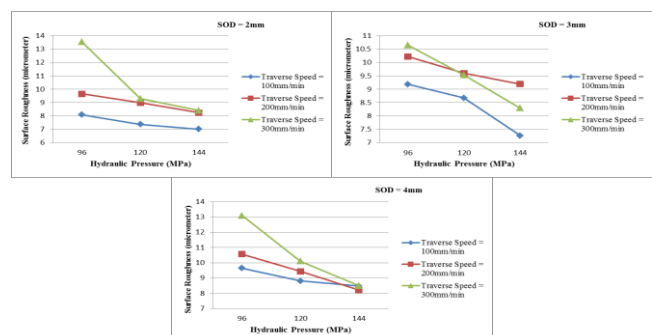 SOD = 2mm
Surface Roughness (micrometer)
14
13
12
11
10
9
8
7
6
96
120
144
Hydraulic Pressure (MPa)
Traverse Speed =
100mm/min
Traverse Speed =
200mm/min
Traverse Speed =
300mm/min
SOD = 3mm
Surface Roughness (micrometer)
11
10.5
10
9.5
9
8.5
8
7.5
7
96
120
144
Hydraulic Pressure (MPa)
Traverse Speed =
100mm/min
Traverse Speed =
200mm/min
Traverse Speed =
300mm/min
SOD = 4mm
Surface Roughness (micrometer)
14
13
12
11
10
9
8
7
96
120
144
Hydraulic Pressure (MPa)
Traverse Speed =
100mm/min
Traverse Speed =
200mm/min
Traverse Speed =
300mm/min